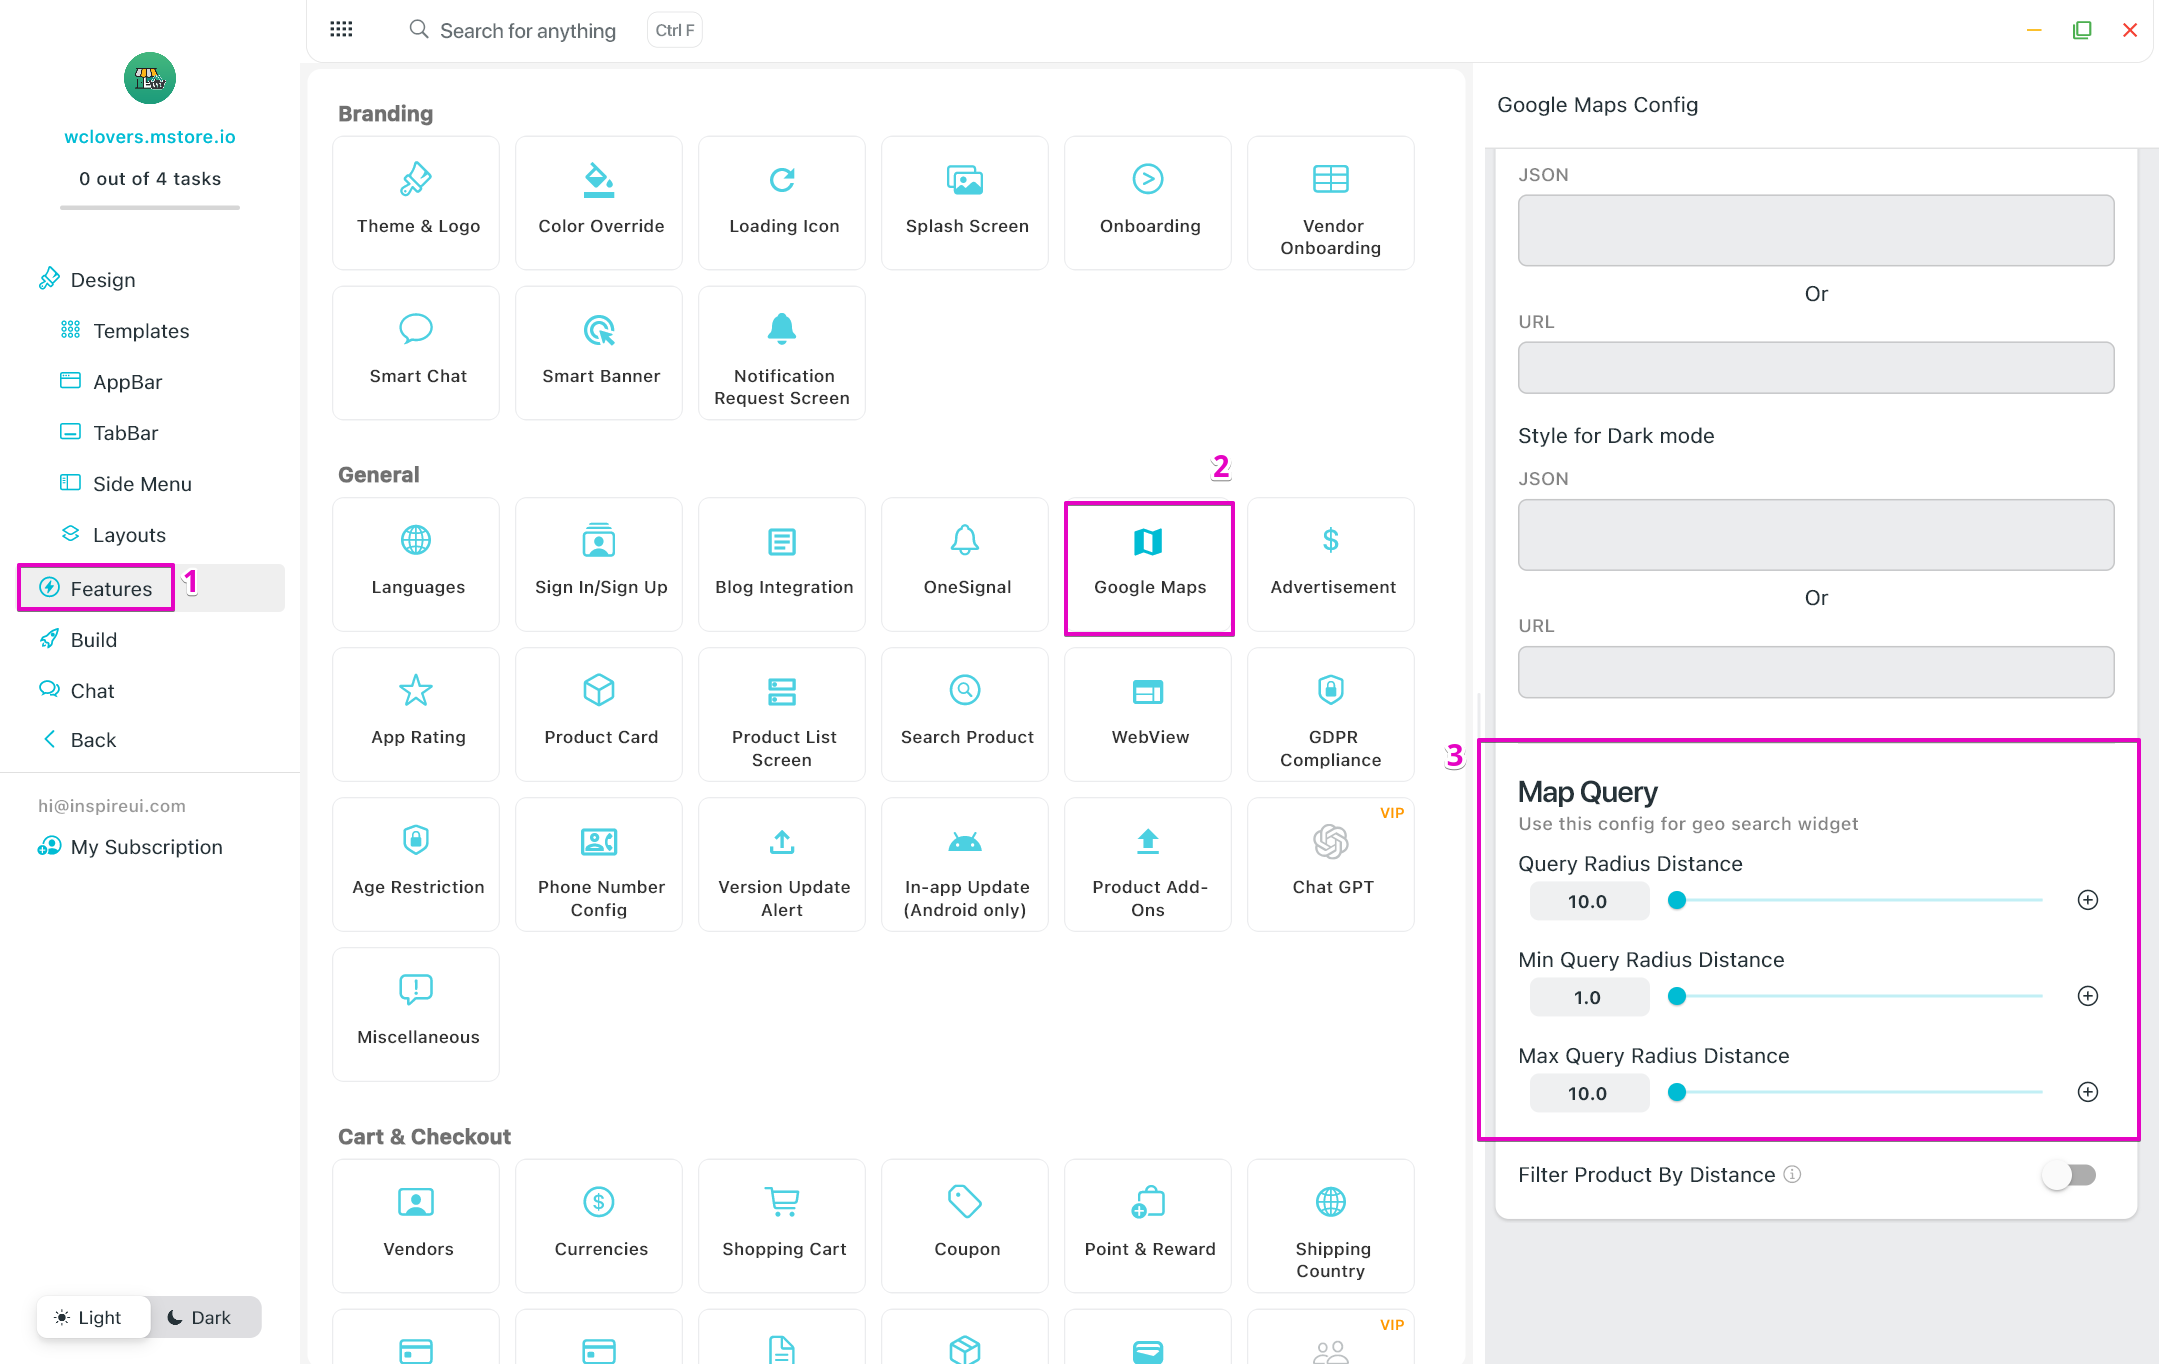 Search for anything
Ctrl F
wclovers.mstore.io
0 out of 4 tasks
Design
Templates
AppBar
TabBar
Side Menu
Layouts
Features
1
Build
Chat
Back
hi@inspireui.com
My Subscription
Light
Dark
Branding
Theme & Logo
Color Override
Loading Icon
Splash Screen
Onboarding
Vendor
Onboarding
Smart Chat
Smart Banner
Notification
Request Screen
General
2
Languages
Sign In/Sign Up
Blog Integration
OneSignal
Google Maps
Advertisement
App Rating
Product Card
Product List
Screen
Search Product
WebView
GDPR
Compliance
Age Restriction
Phone Number
Config
Version Update
Alert
In-app Update
(Android only)
Product Add-
Ons
VIP
Chat GPT
Miscellaneous
Cart & Checkout
Vendors
Currencies
Shopping Cart
Coupon
Point & Reward
Shipping
Country
VIP
Google Maps Config
JSON
Or
URL
Style for Dark mode
JSON
Or
URL
3
Map Query
Use this config for geo search widget
Query Radius Distance
10.0
Min Query Radius Distance
1.0
Max Query Radius Distance
10.0
Filter Product By Distance